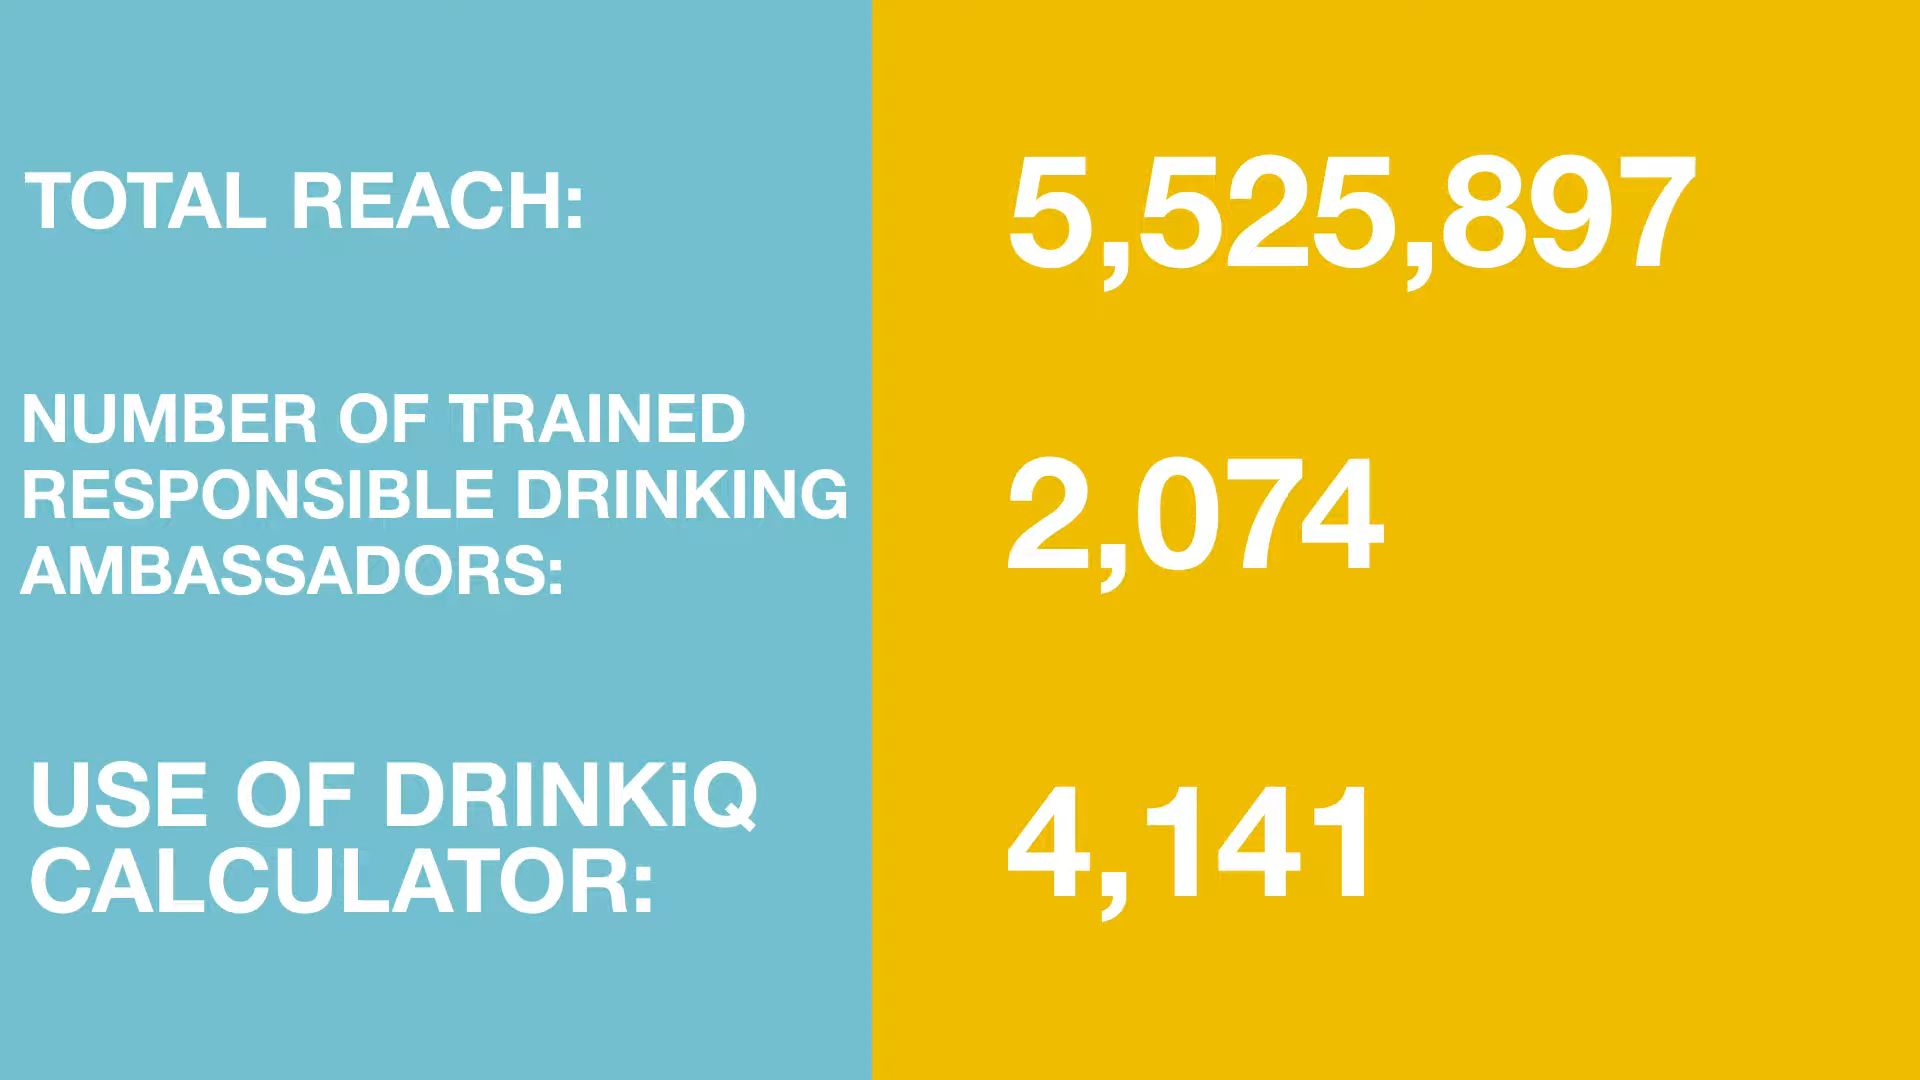 TOTAL REACH:
5,525,897
NUMBER OF TRAINED
RESPONSIBLE DRINKING
AMBASSADORS:
2,074
USE OF DRINKiQ
CALCULATOR:
4,141